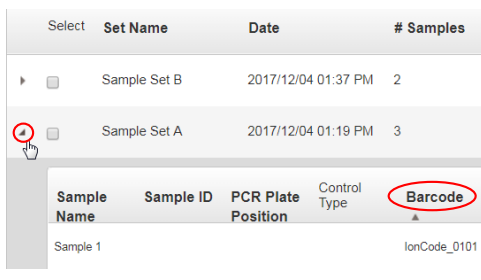 Select Set Name Date # Samples
Sample Set B 2017/12/04 01:37 PM 2
Sample Set A 2017/12/04 01:19 PM 3
Sample Name Sample ID PCR Plate Position Control Type Barcode
Sample 1 IonCode_0101